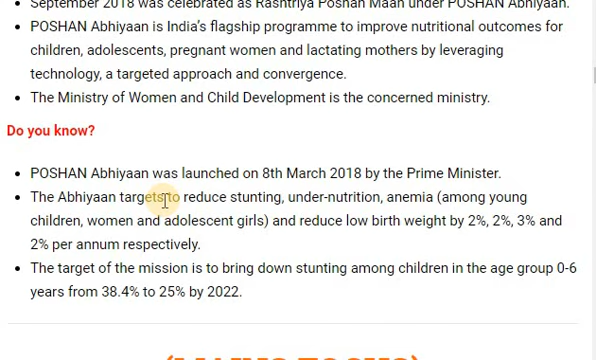 September 2018 was celebrated as Rashtriya Poshan Maah under POSHAN Abhiyaan.
POSHAN Abhiyaan is India's flagship programme to improve nutritional outcomes for
children, adolescents, pregnant women and lactating mothers by leveraging
technology, a targeted approach and convergence.
The Ministry of Women and Child Development is the concerned ministry.
Do you know?
POSHAN Abhiyaan was launched on 8th March 2018 by the Prime Minister.
The Abhiyaan targets to reduce stunting, under-nutrition, anemia (among young
children, women and adolescent girls) and reduce low birth weight by 2%, 2%, 3% and
2% per annum respectively.
The target of the mission is to bring down stunting among children in the age group 0-6
years from 38.4% to 25% by 2022.